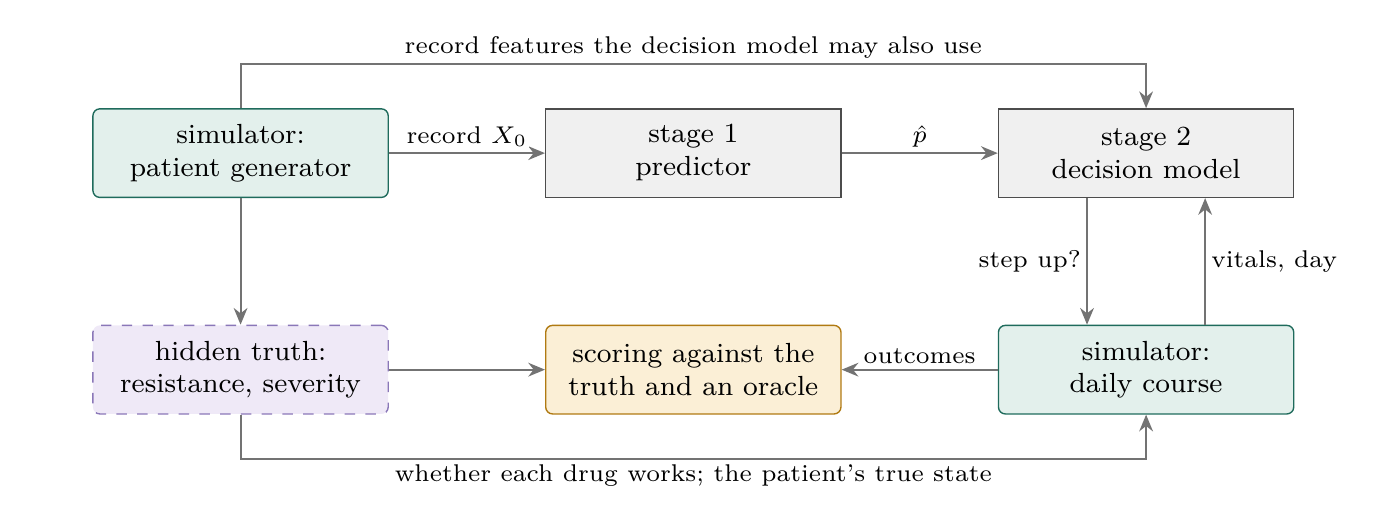 record features the decision model may also use
simulator:
patient generator
record X₀
stage 1
predictor
p̂
stage 2
decision model
step up?
vitals, day
hidden truth:
resistance, severity
scoring against the
truth and an oracle
outcomes
simulator:
daily course
whether each drug works; the patient's true state